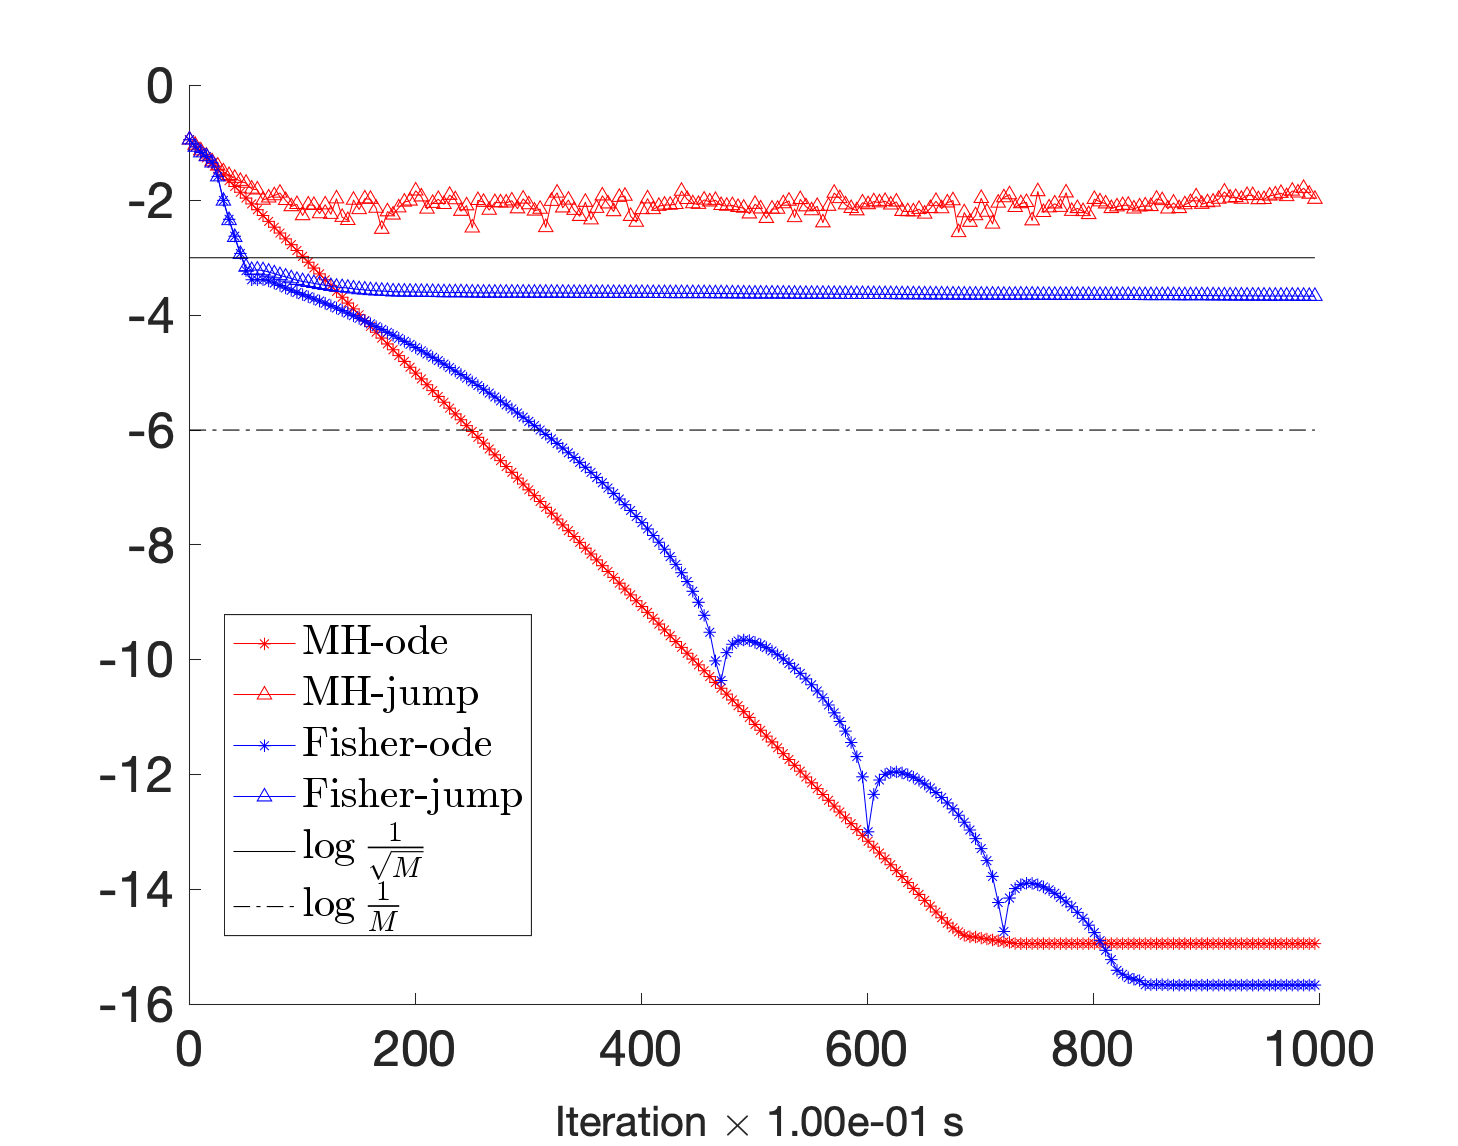 0
-2
-4
-6
-8
-10
-12
-14
-16
MH-ode
MH-jump
Fisher-ode
Fisher-jump
log 1/√M
log 1/M
0 200 400 600 800 1000
Iteration × 1.00e-01 s